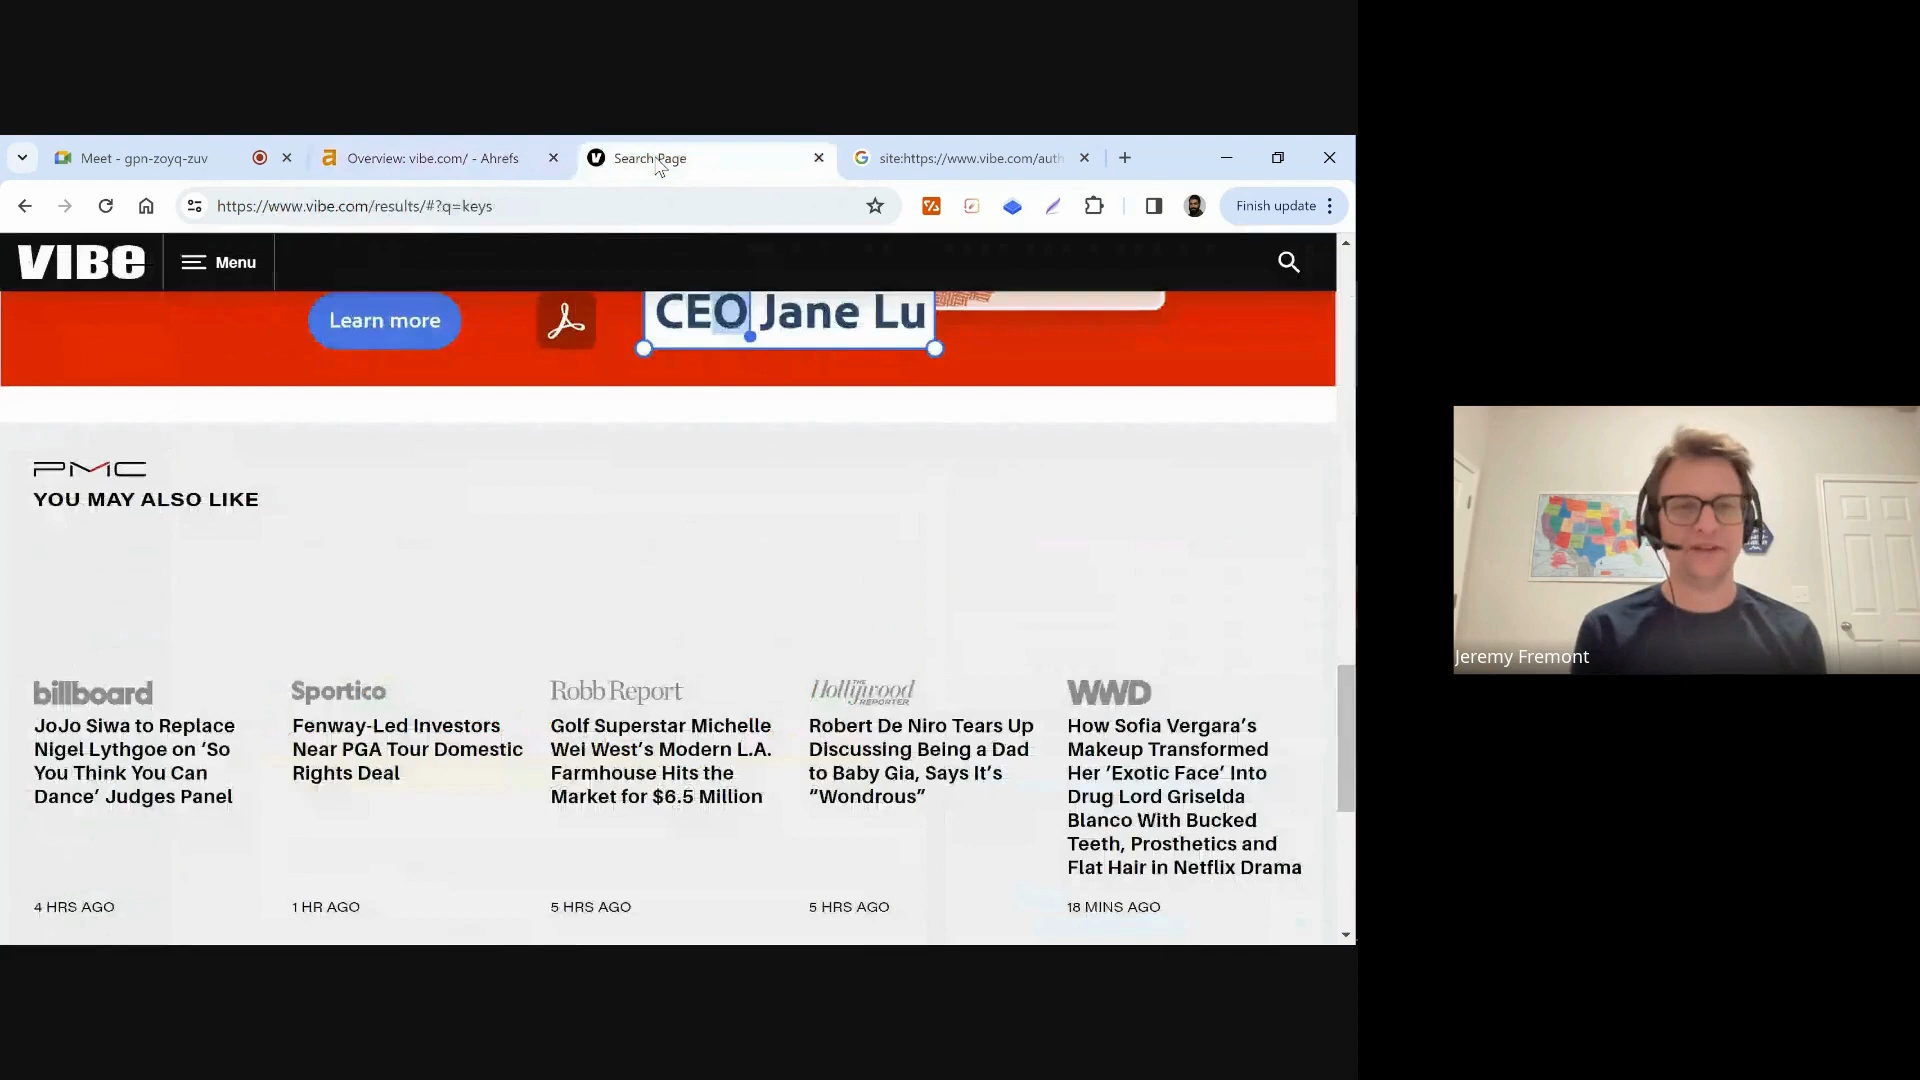 Meet - gpn-zoyq-zuv
Overview: vibe.com/ - Ahrefs
Search Page
site:https://www.vibe.com/auth
https://www.vibe.com/results/#?q=keys
Finish update
VIBE
Menu
Learn more
CEO Jane Lu
PMC
YOU MAY ALSO LIKE
billboard
JoJo Siwa to Replace
Nigel Lythgoe on ‘So
You Think You Can
Dance’ Judges Panel
4 HRS AGO
Sportico
Fenway-Led Investors
Near PGA Tour Domestic
Rights Deal
1 HR AGO
Robb Report
Golf Superstar Michelle
Wei West’s Modern L.A.
Farmhouse Hits the
Market for $6.5 Million
5 HRS AGO
THE
Hollywood
REPORTER
Robert De Niro Tears Up
Discussing Being a Dad
to Baby Gia, Says It’s
“Wondrous”
5 HRS AGO
WWD
How Sofia Vergara’s
Makeup Transformed
Her ‘Exotic Face’ Into
Drug Lord Griselda
Blanco With Bucked
Teeth, Prosthetics and
Flat Hair in Netflix Drama
18 MINS AGO
Jeremy Fremont